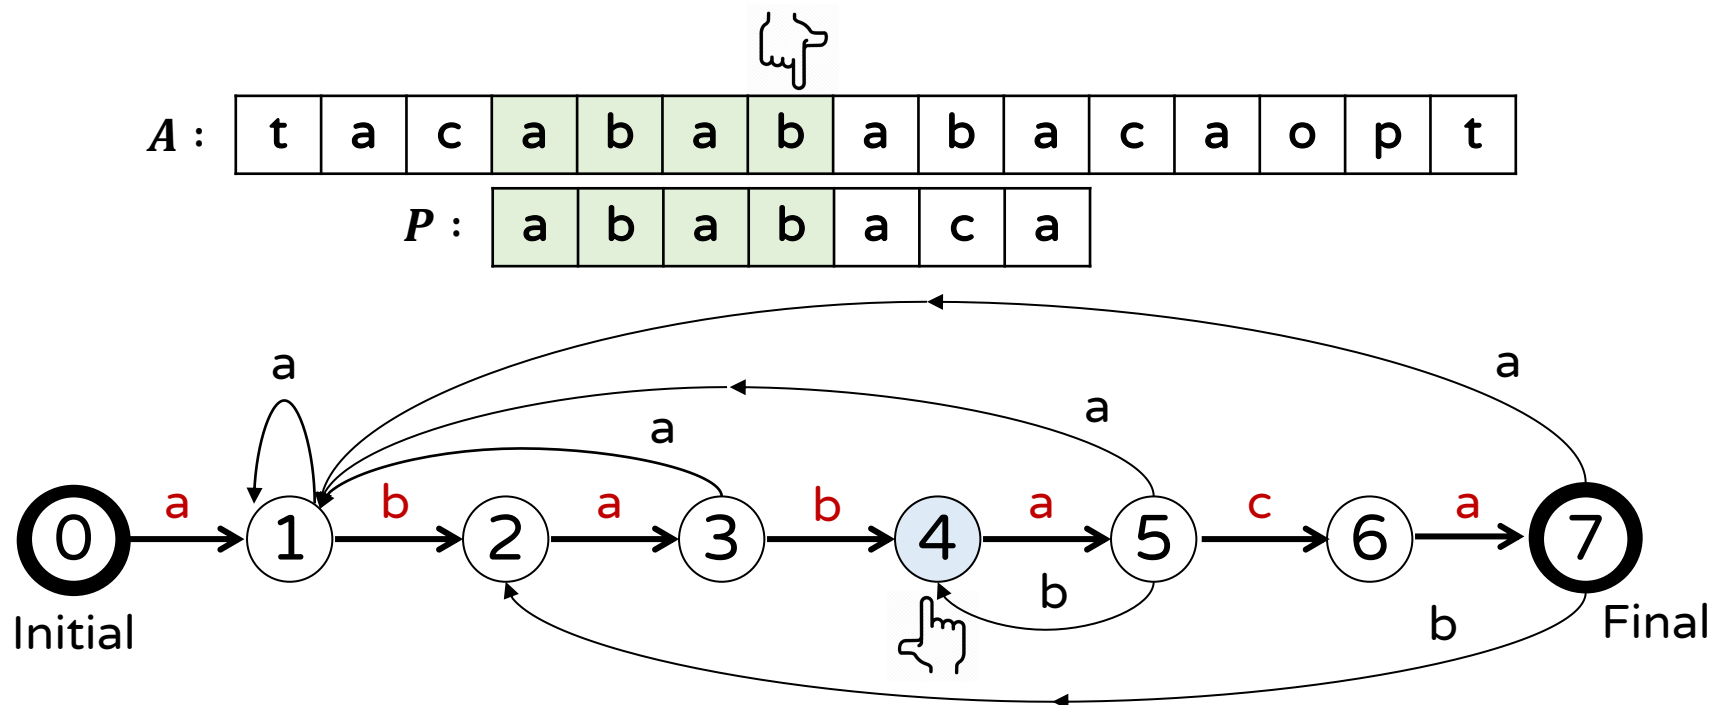 A : t a c a b a b a b a c a o p t
P : a b a b a c a
a
a
a
a
a b a b a c a
0 1 2 3 4 5 6 7
b
b
Initial
Final